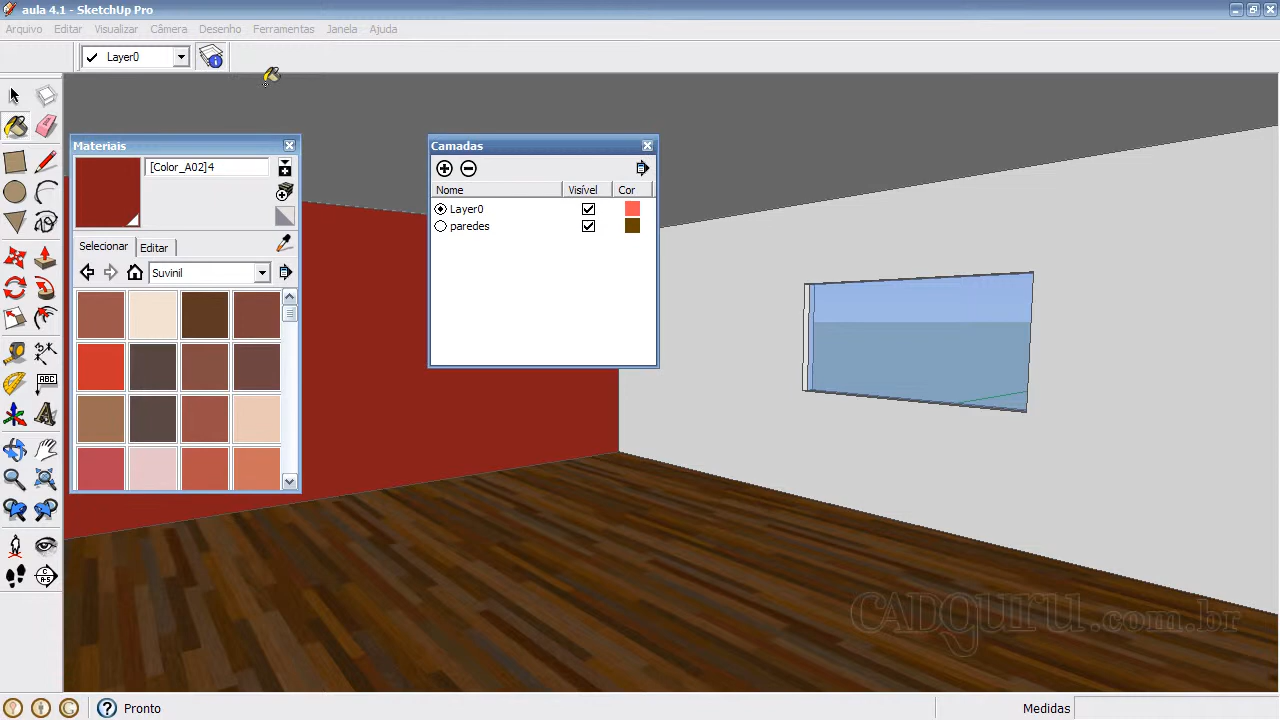 aula 4.1 - SketchUp Pro
Arquivo Editar Visualizar Câmera Desenho Ferramentas Janela Ajuda
Layer0
Materiais
[Color_A02]4
Selecionar Editar
Suvinil
Camadas
Nome Visível Cor
Layer0
paredes
ABC
A
CADguru.com.br
Pronto
Medidas